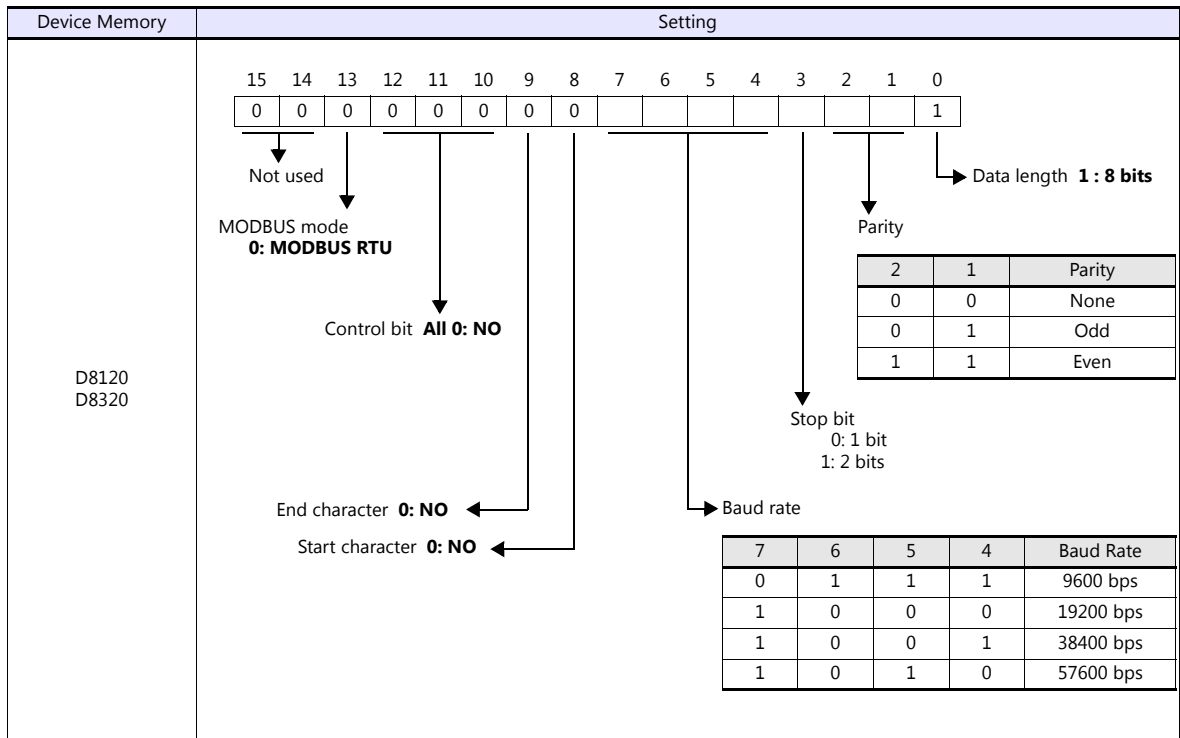 Device Memory Setting
15 14 13 12 11 10 9 8 7 6 5 4 3 2 1 0
0 0 0 0 0 0 0 0 1
Not used
Data length 1 : 8 bits
MODBUS mode
0: MODBUS RTU
Parity
2 1 Parity
0 0 None
0 1 Odd
1 1 Even
Control bit All 0: NO
D8120
D8320
Stop bit
0: 1 bit
1: 2 bits
End character 0: NO
Baud rate
Start character 0: NO
7 6 5 4 Baud Rate
0 1 1 1 9600 bps
1 0 0 0 19200 bps
1 0 0 1 38400 bps
1 0 1 0 57600 bps